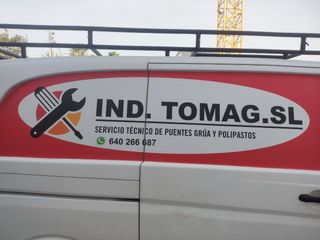 IND. TOMAG.SL
SERVICIO TÉCNICO DE PUENTES GRÚA Y POLIPASTOS
640 266 687